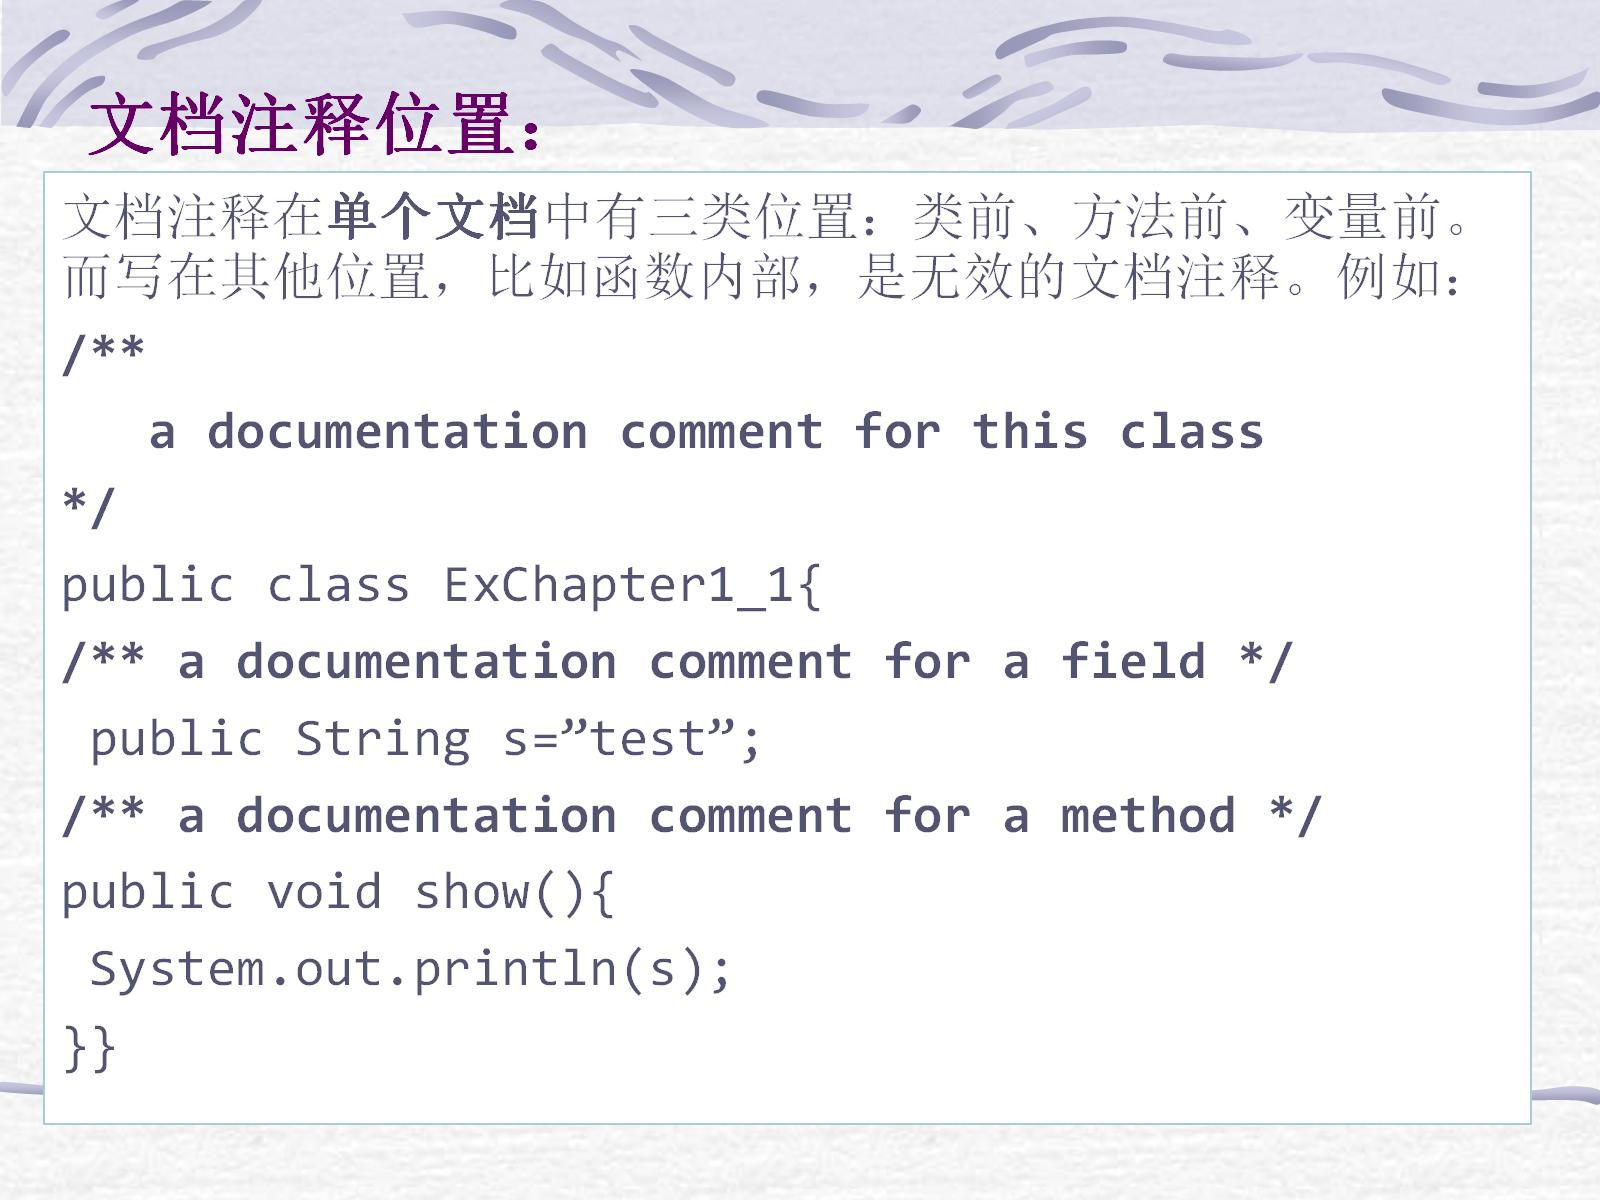 文档注释位置：
文档注释在单个文档中有三类位置：类前、方法前、变量前。
而写在其他位置，比如函数内部，是无效的文档注释。例如：
/**
   a documentation comment for this class
*/
public class ExChapter1_1{
/** a documentation comment for a field */
 public String s=”test”;
/** a documentation comment for a method */
public void show(){
 System.out.println(s);
}}